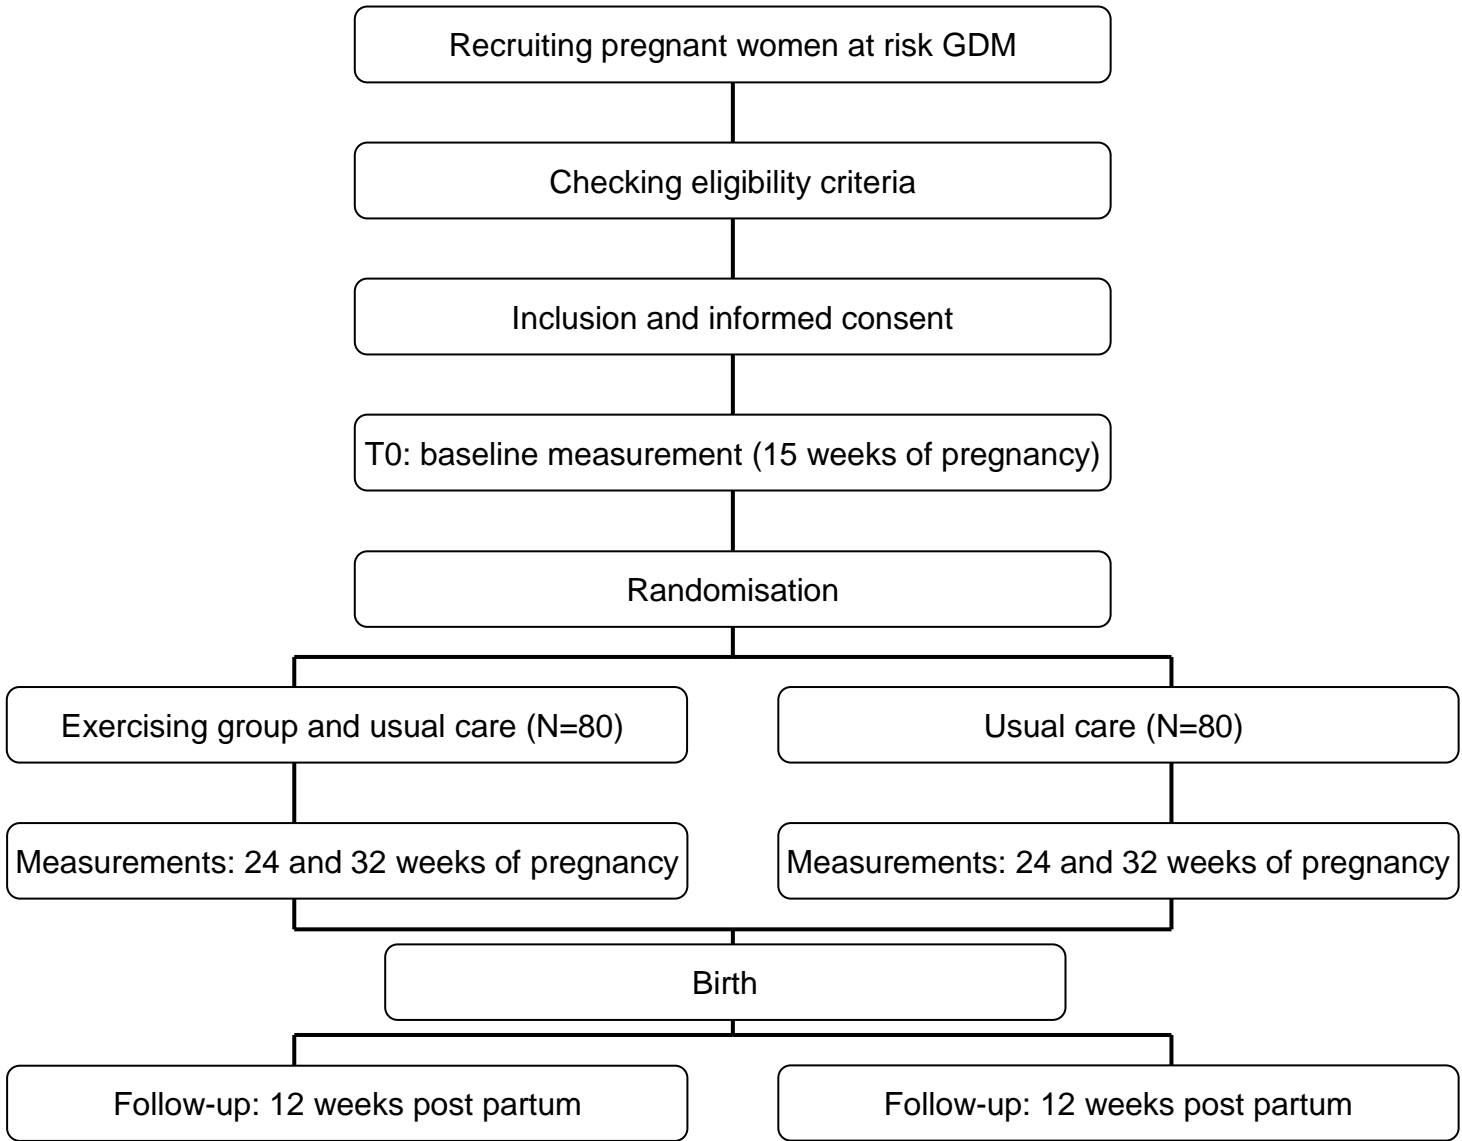 Recruiting pregnant women at risk GDM
Checking eligibility criteria
Inclusion and informed consent
T0: baseline measurement (15 weeks of pregnancy)
Randomisation
Exercising group and usual care (N=80)
Usual care (N=80)
Measurements: 24 and 32 weeks of pregnancy
Measurements: 24 and 32 weeks of pregnancy
Birth
Follow-up: 12 weeks post partum
Follow-up: 12 weeks post partum